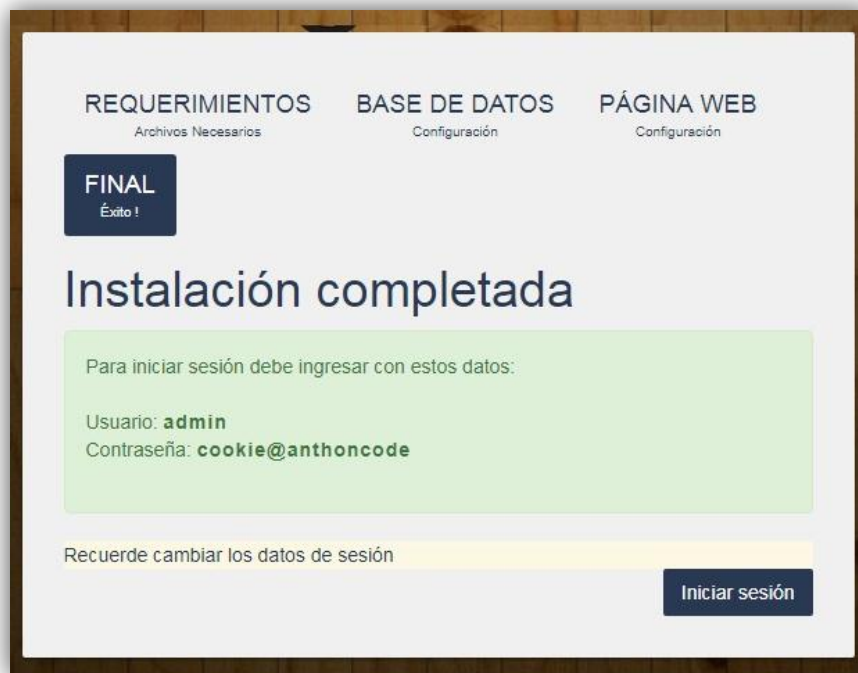 REQUERIMIENTOS
Archivos Necesarios
BASE DE DATOS
Configuración
PÁGINA WEB
Configuración
FINAL
Éxito !
Instalación completada
Para iniciar sesión debe ingresar con estos datos:
Usuario: admin
Contraseña: cookie@anthoncode
Recuerde cambiar los datos de sesión
Iniciar sesión